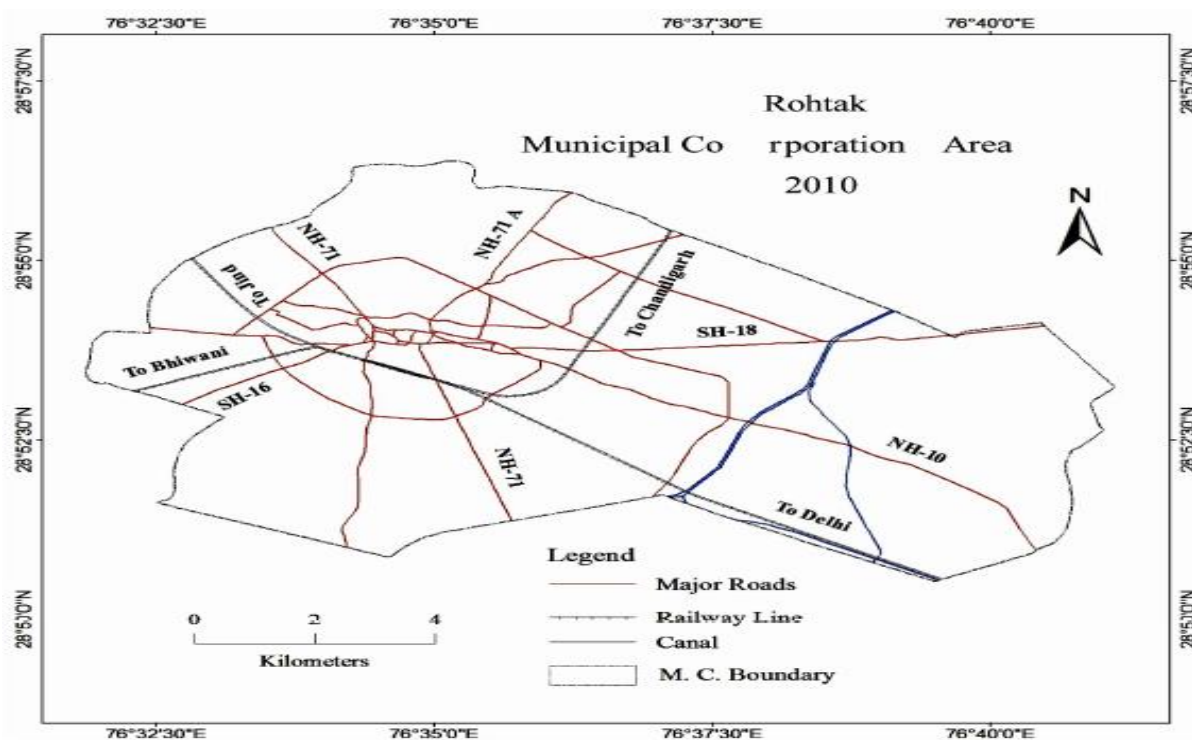 76°32'30"E 76°35'0"E 76°37'30"E 76°40'0"E
28°57'30"N 28°57'30"N
Rohtak
Municipal Co rporation Area
2010
N
NH-71
NH-71 A
28°55'0"N 28°55'0"N
To Jind
To Chandigarh
SH-18
To Bhiwani
SH-16
28°52'30"N 28°52'30"N
NH-10
NH-71
To Delhi
Legend
Major Roads
28°50'0"N 28°50'0"N
0 2 4
Railway Line
Canal
Kilometers
M. C. Boundary
76°32'30"E 76°35'0"E 76°37'30"E 76°40'0"E